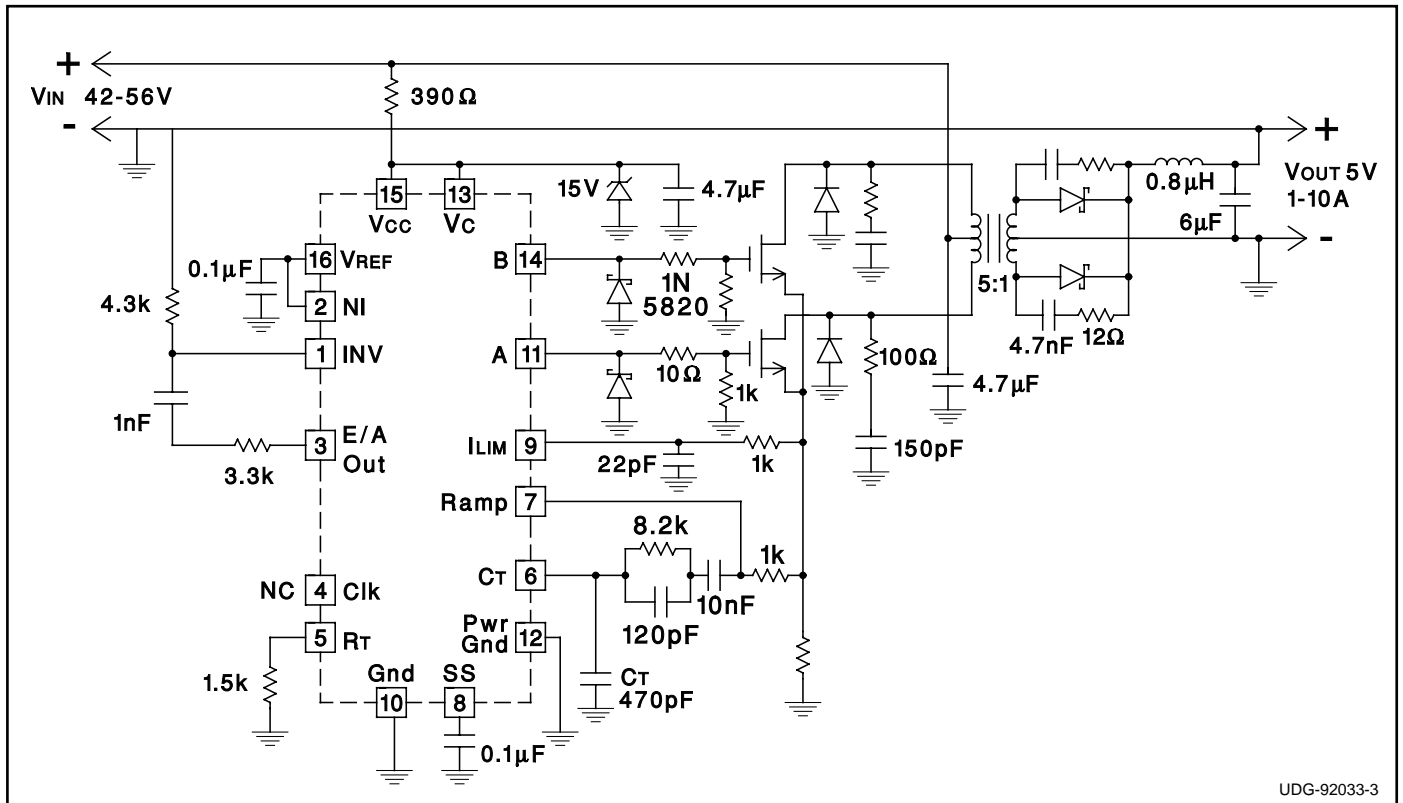 +
VIN 42-56V
-
390Ω
+
VOUT 5V
1-10A
-
15V
4.7µF
0.8µH
6µF
15
VCC
13
VC
0.1µF
16 VREF
2 NI
4.3k
1 INV
1nF
3 E/A
Out
3.3k
NC 4 Clk
5 RT
1.5k
Gnd
10
SS
8
0.1µF
B 14
1N
5820
A 11
10Ω
1k
ILIM 9
22pF
1k
Ramp 7
8.2k
CT 6
120pF
10nF
1k
Pwr
Gnd 12
CT
470pF
100Ω
150pF
4.7µF
5:1
4.7nF
12Ω
UDG-92033-3